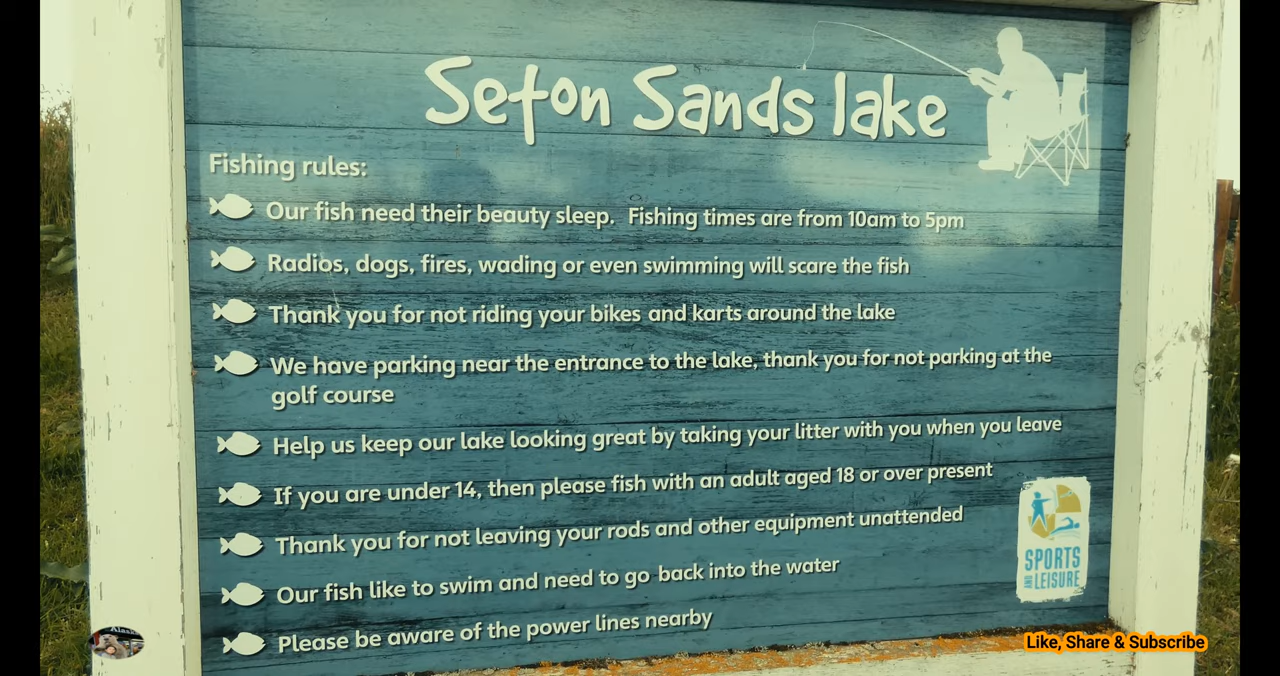 Seton Sands lake
Fishing rules:
Our fish need their beauty sleep. Fishing times are from 10am to 5pm
Radios, dogs, fires, wading or even swimming will scare the fish
Thank you for not riding your bikes and karts around the lake
We have parking near the entrance to the lake, thank you for not parking at the
golf course
Help us keep our lake looking great by taking your litter with you when you leave
If you are under 14, then please fish with an adult aged 18 or over present
Thank you for not leaving your rods and other equipment unattended
Our fish like to swim and need to go back into the water
Please be aware of the power lines nearby
SPORTS
AND LEISURE
Like, Share & Subscribe